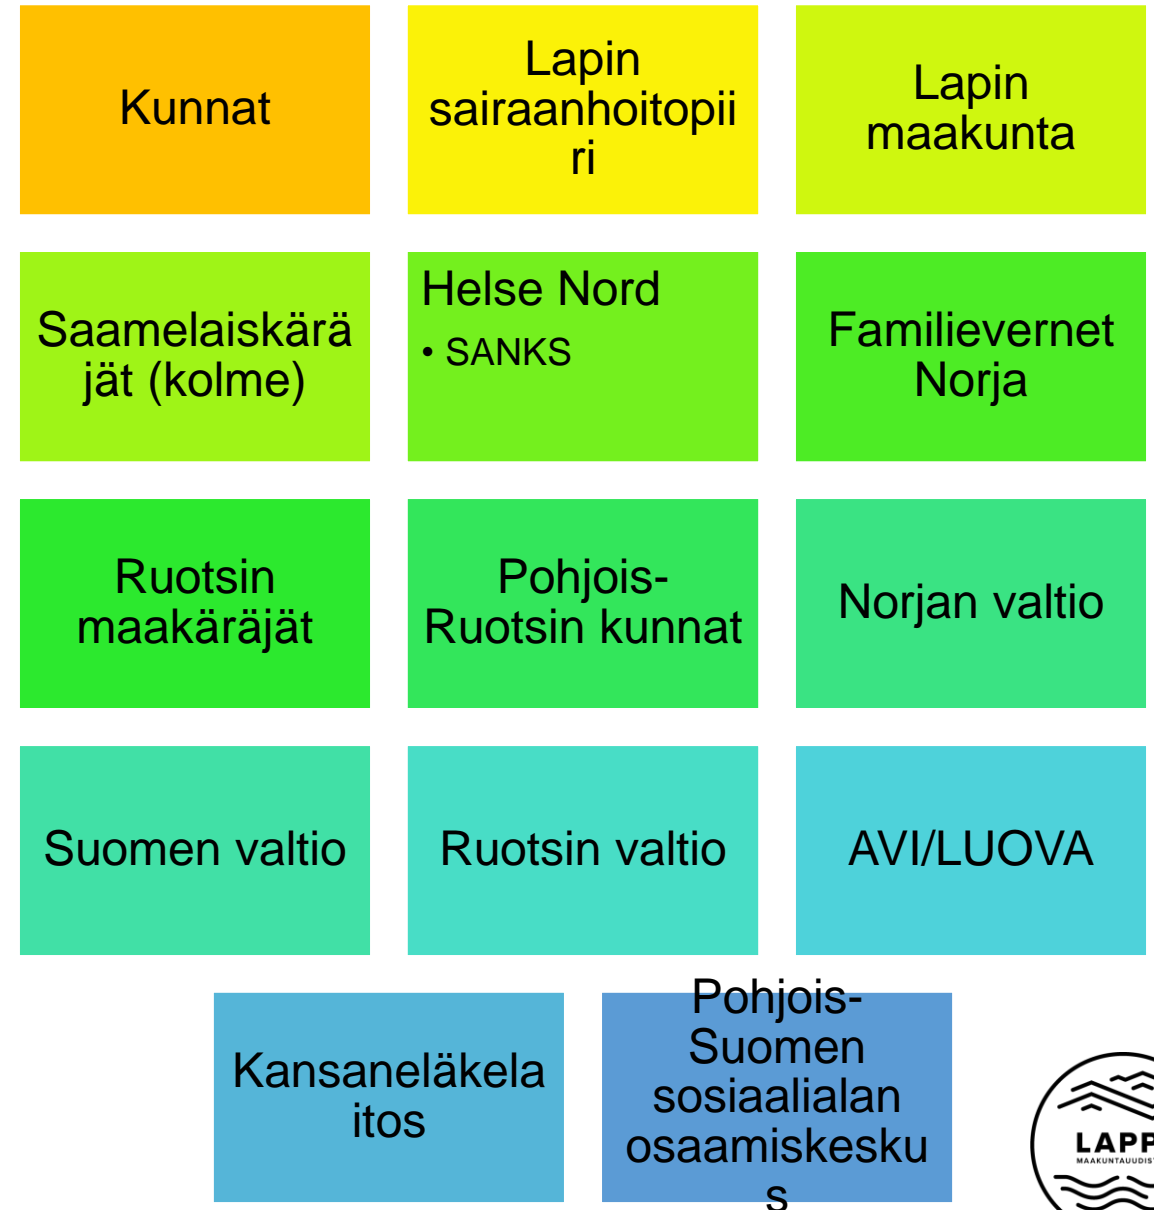 Kunnat
Lapin
sairaanhoitopii
ri
Lapin
maakunta
Saamelaiskärä
jät (kolme)
Helse Nord
• SANKS
Familievernet
Norja
Ruotsin
maakäräjät
Pohjois-
Ruotsin kunnat
Norjan valtio
Suomen valtio
Ruotsin valtio
AVI/LUOVA
Kansaneläkela
itos
Pohjois-
Suomen
sosiaalialan
osaamiskesku
s
LAPP
MAAKUNTAUUDIST